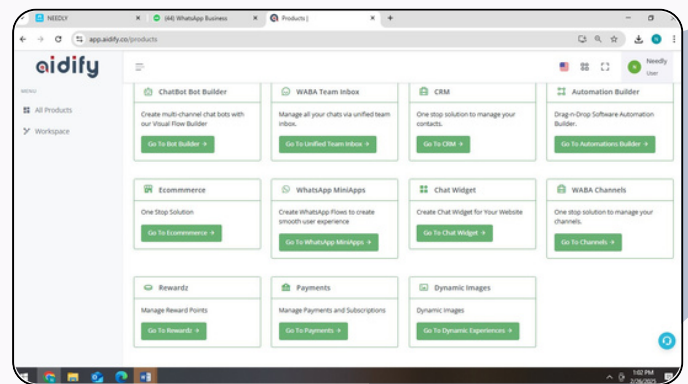 NEEDLY
(44) WhatsApp Business
Products |
app.aidify.co/products
aidify
Needly
User
MENU
All Products
Workspace
ChatBot Bot Builder
Create multi-channel chat bots with
our Visual Flow Builder
Go To Bot Builder
WABA Team Inbox
Manage all your chats via unified team
inbox.
Go To Unified Team Inbox
CRM
One stop solution to manage your
contacts.
Go To CRM
Automation Builder
Drag-n-Drop Software Automation
Builder.
Go To Automations Builder
Ecommmerce
One Stop Solution
Go To Ecommmerce
WhatsApp MiniApps
Create WhatsApp Flows to create
smooth user experience
Go To WhatsApp MiniApps
Chat Widget
Create Chat Widget for Your Website
Go To Chat Widget
WABA Channels
One stop solution to manage your
channels.
Go To Channels
Rewardz
Manage Reward Points
Go To Rewardz
Payments
Manage Payments and Subscriptions
Go To Payments
Dynamic Images
Dynamic Images
Go To Dynamic Experiences
1:02 PM
2/26/2025